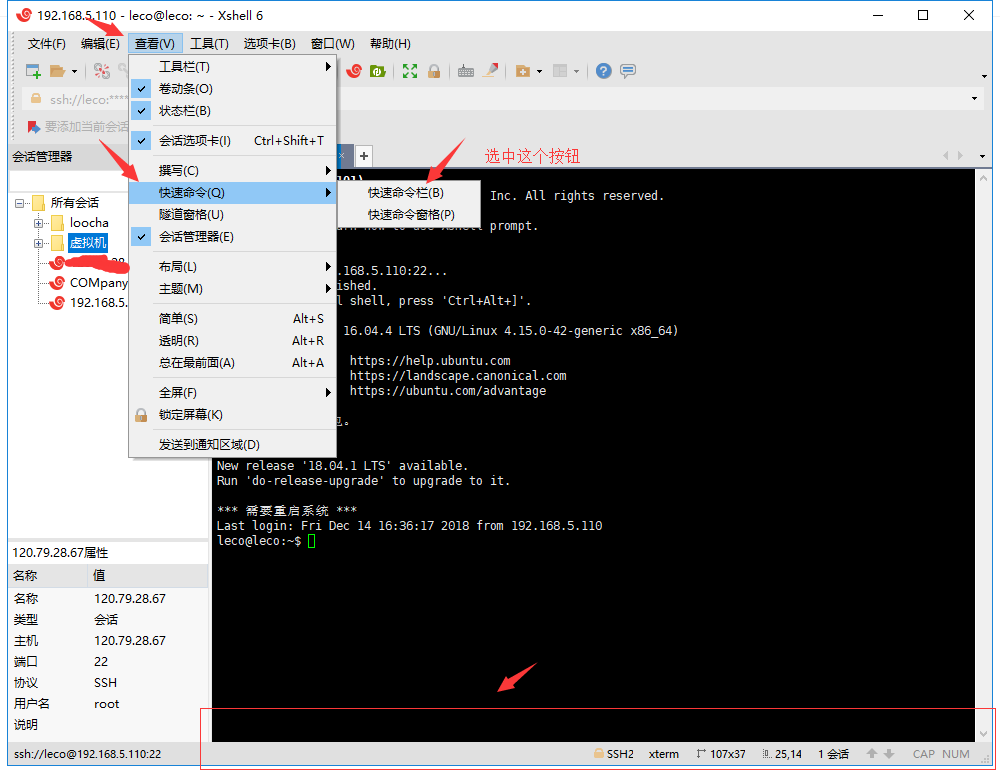 192.168.5.110 - leco@leco: ~ - Xshell 6
文件(F) 编辑(E) 查看(V) 工具(T) 选项卡(B) 窗口(W) 帮助(H)
ssh://leco:****
要添加当前会话
工具栏(T)
卷动条(O)
状态栏(B)
会话选项卡(I) Ctrl+Shift+T
撰写(C)
快速命令(Q)
隧道窗格(U)
会话管理器(E)
布局(L)
主题(M)
简单(S) Alt+S
透明(R) Alt+R
总在最前面(A) Alt+A
全屏(F)
锁定屏幕(K)
发送到通知区域(D)
快速命令栏(B)
快速命令窗格(P)
选中这个按钮
会话管理器
所有会话
loocha
虚拟机
COMpany
192.168.5.
Inc. All rights reserved.
how to use Xshell prompt.
.168.5.110:22...
ished.
l shell, press 'Ctrl+Alt+]'.
16.04.4 LTS (GNU/Linux 4.15.0-42-generic x86_64)
https://help.ubuntu.com
https://landscape.canonical.com
https://ubuntu.com/advantage
包。
New release '18.04.1 LTS' available.
Run 'do-release-upgrade' to upgrade to it.
*** 需要重启系统 ***
Last login: Fri Dec 14 16:36:17 2018 from 192.168.5.110
leco@leco:~$
120.79.28.67属性
名称 值
名称 120.79.28.67
类型 会话
主机 120.79.28.67
端口 22
协议 SSH
用户名 root
说明
ssh://leco@192.168.5.110:22 SSH2 xterm 107x37 25,14 1 会话 CAP NUM